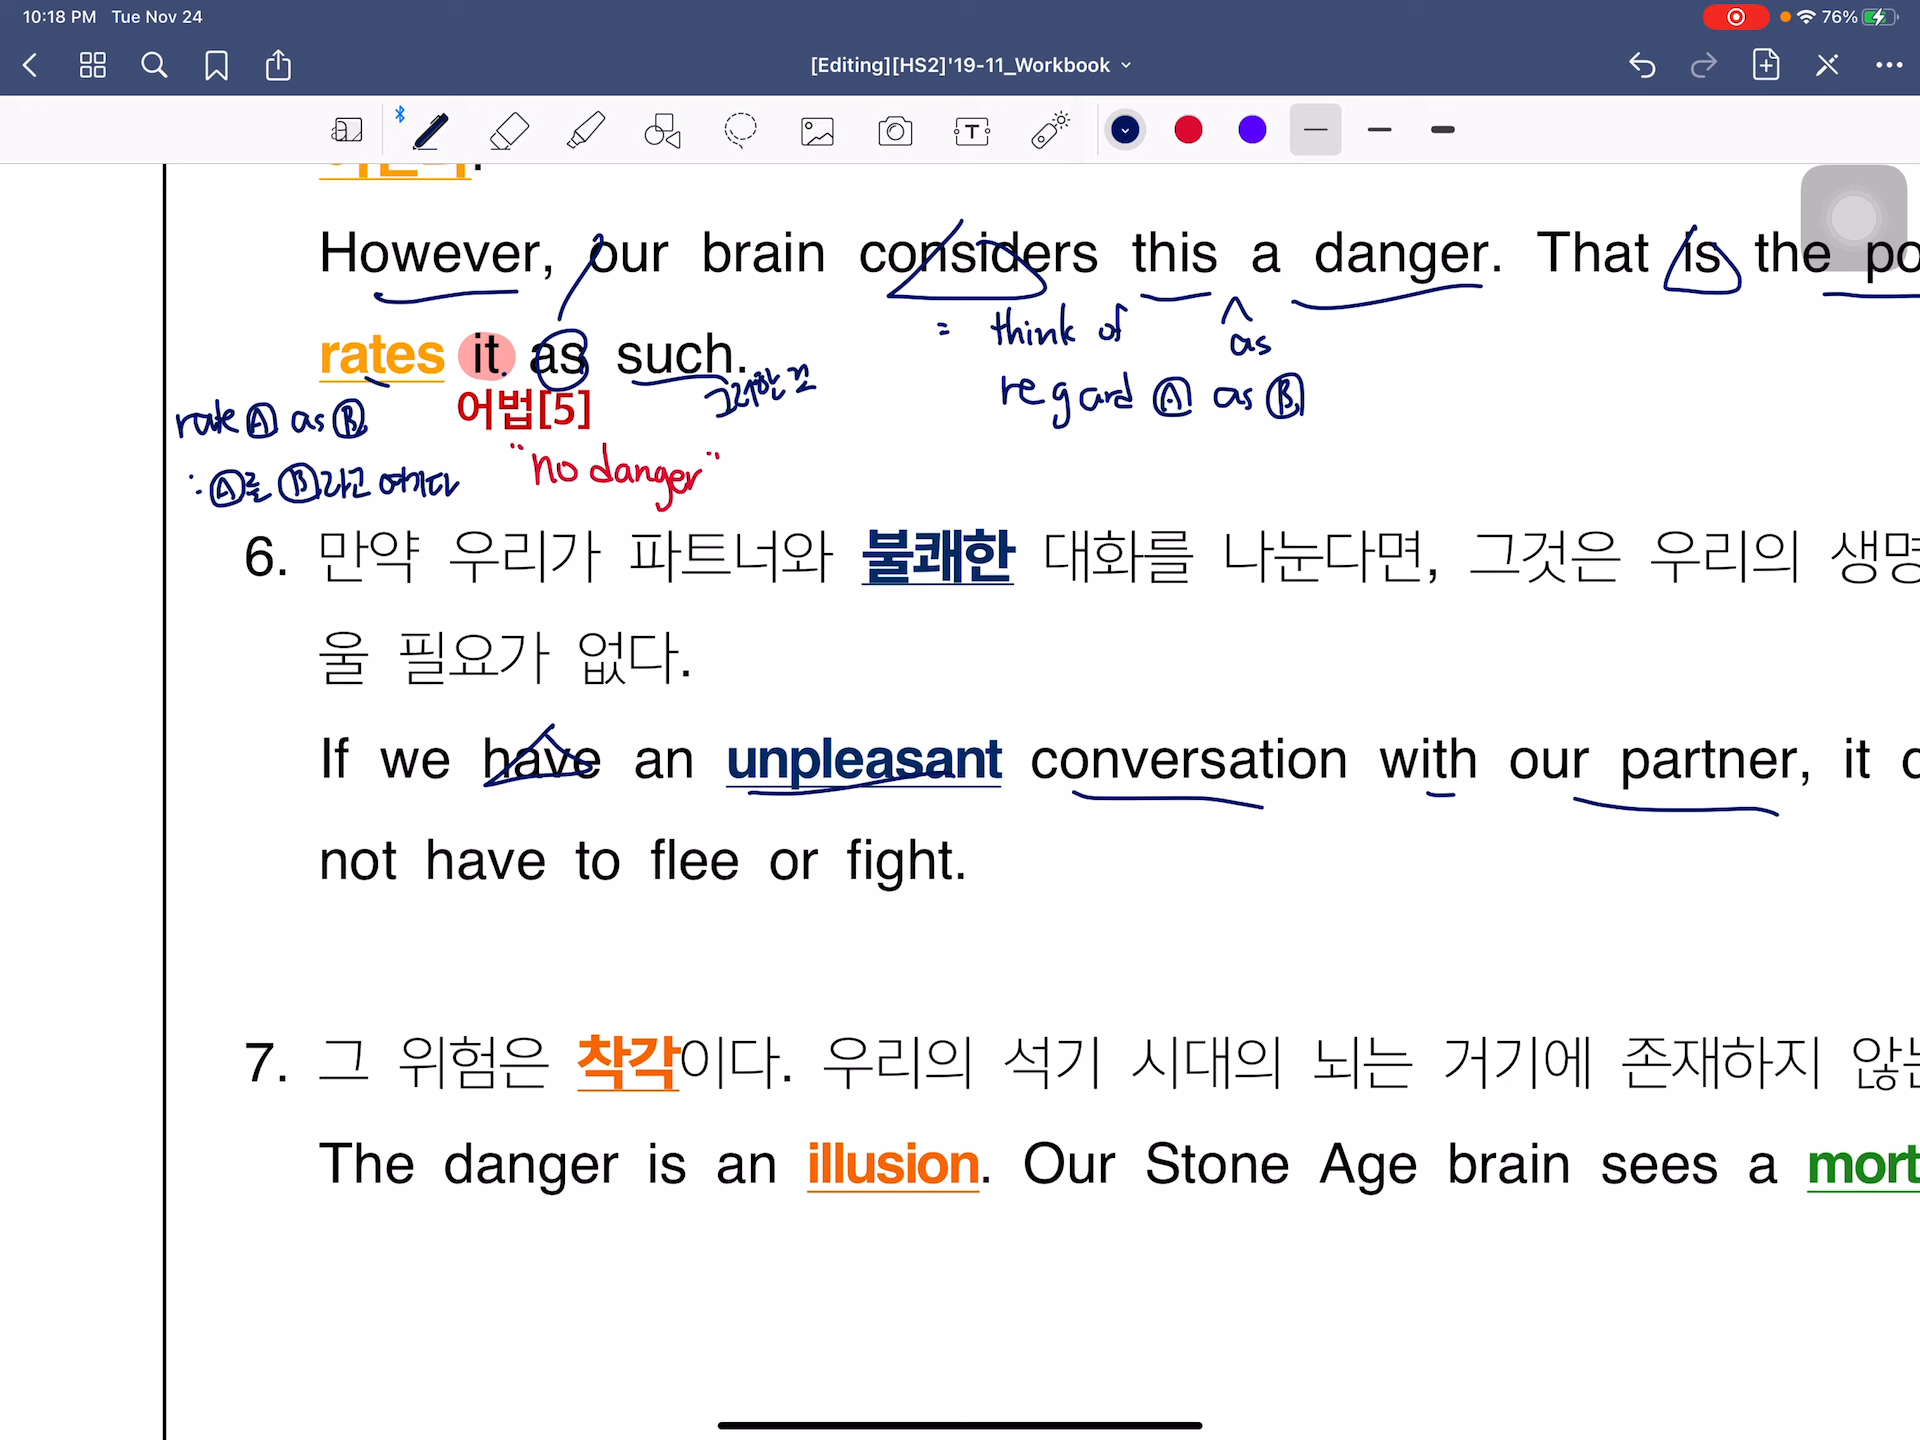 10:18 PM Tue Nov 24
76%
[Editing][HS2]'19-11_Workbook
However, our brain considers this a danger. That is the po
= think of as
rates it as such.
그러한 것
regard Ⓐ as Ⓑ
rate Ⓐ as Ⓑ
어법[5]
: Ⓐ를 Ⓑ라고 여기다
"no danger"
6. 만약 우리가 파트너와 불쾌한 대화를 나눈다면, 그것은 우리의 생명
울 필요가 없다.
If we have an unpleasant conversation with our partner, it
not have to flee or fight.
7. 그 위험은 착각이다. 우리의 석기 시대의 뇌는 거기에 존재하지 않는
The danger is an illusion. Our Stone Age brain sees a mort